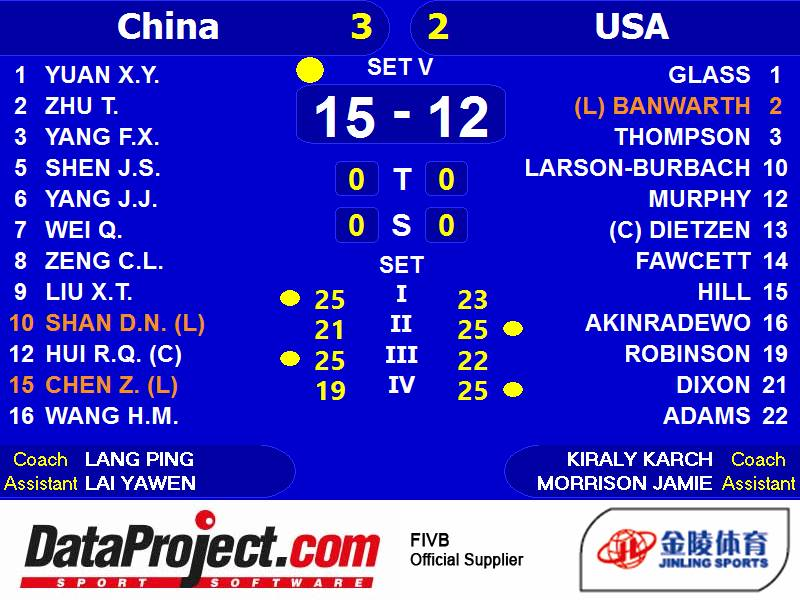 China 3 2 USA
SET V
15 - 12
0 T 0
0 S 0
SET
25 I 23
21 II 25
25 III 22
19 IV 25
1 YUAN X.Y.
2 ZHU T.
3 YANG F.X.
5 SHEN J.S.
6 YANG J.J.
7 WEI Q.
8 ZENG C.L.
9 LIU X.T.
10 SHAN D.N. (L)
12 HUI R.Q. (C)
15 CHEN Z. (L)
16 WANG H.M.
GLASS 1
(L) BANWARTH 2
THOMPSON 3
LARSON-BURBACH 10
MURPHY 12
(C) DIETZEN 13
FAWCETT 14
HILL 15
AKINRADEWO 16
ROBINSON 19
DIXON 21
ADAMS 22
Coach LANG PING
Assistant LAI YAWEN
KIRALY KARCH Coach
MORRISON JAMIE Assistant
DataProject.com
SPORT SOFTWARE
FIVB
Official Supplier
金陵体育
JINLING SPORTS